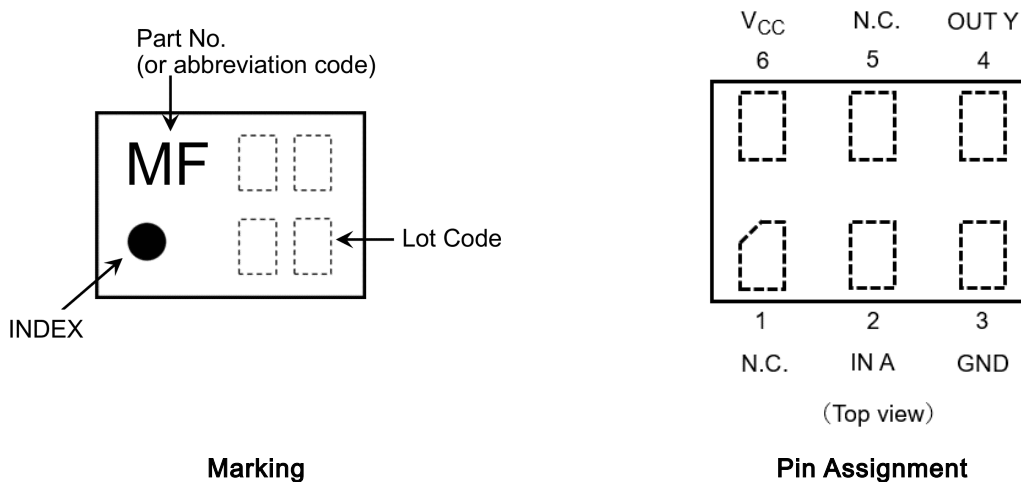 Part No.
(or abbreviation code)
MF
Lot Code
INDEX
Marking
VCC N.C. OUT Y
6 5 4
1 2 3
N.C. IN A GND
(Top view)
Pin Assignment